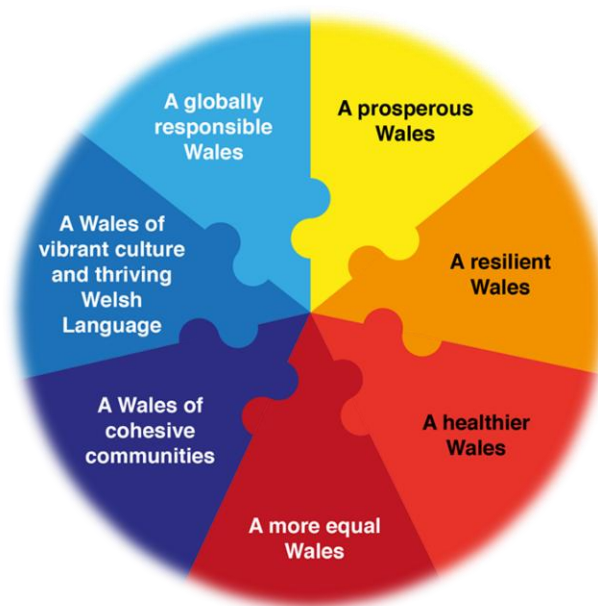 A prosperous
Wales
A resilient
Wales
A healthier
Wales
A more equal
Wales
A Wales of
cohesive
communities
A Wales of
vibrant culture
and thriving
Welsh
Language
A globally
responsible
Wales